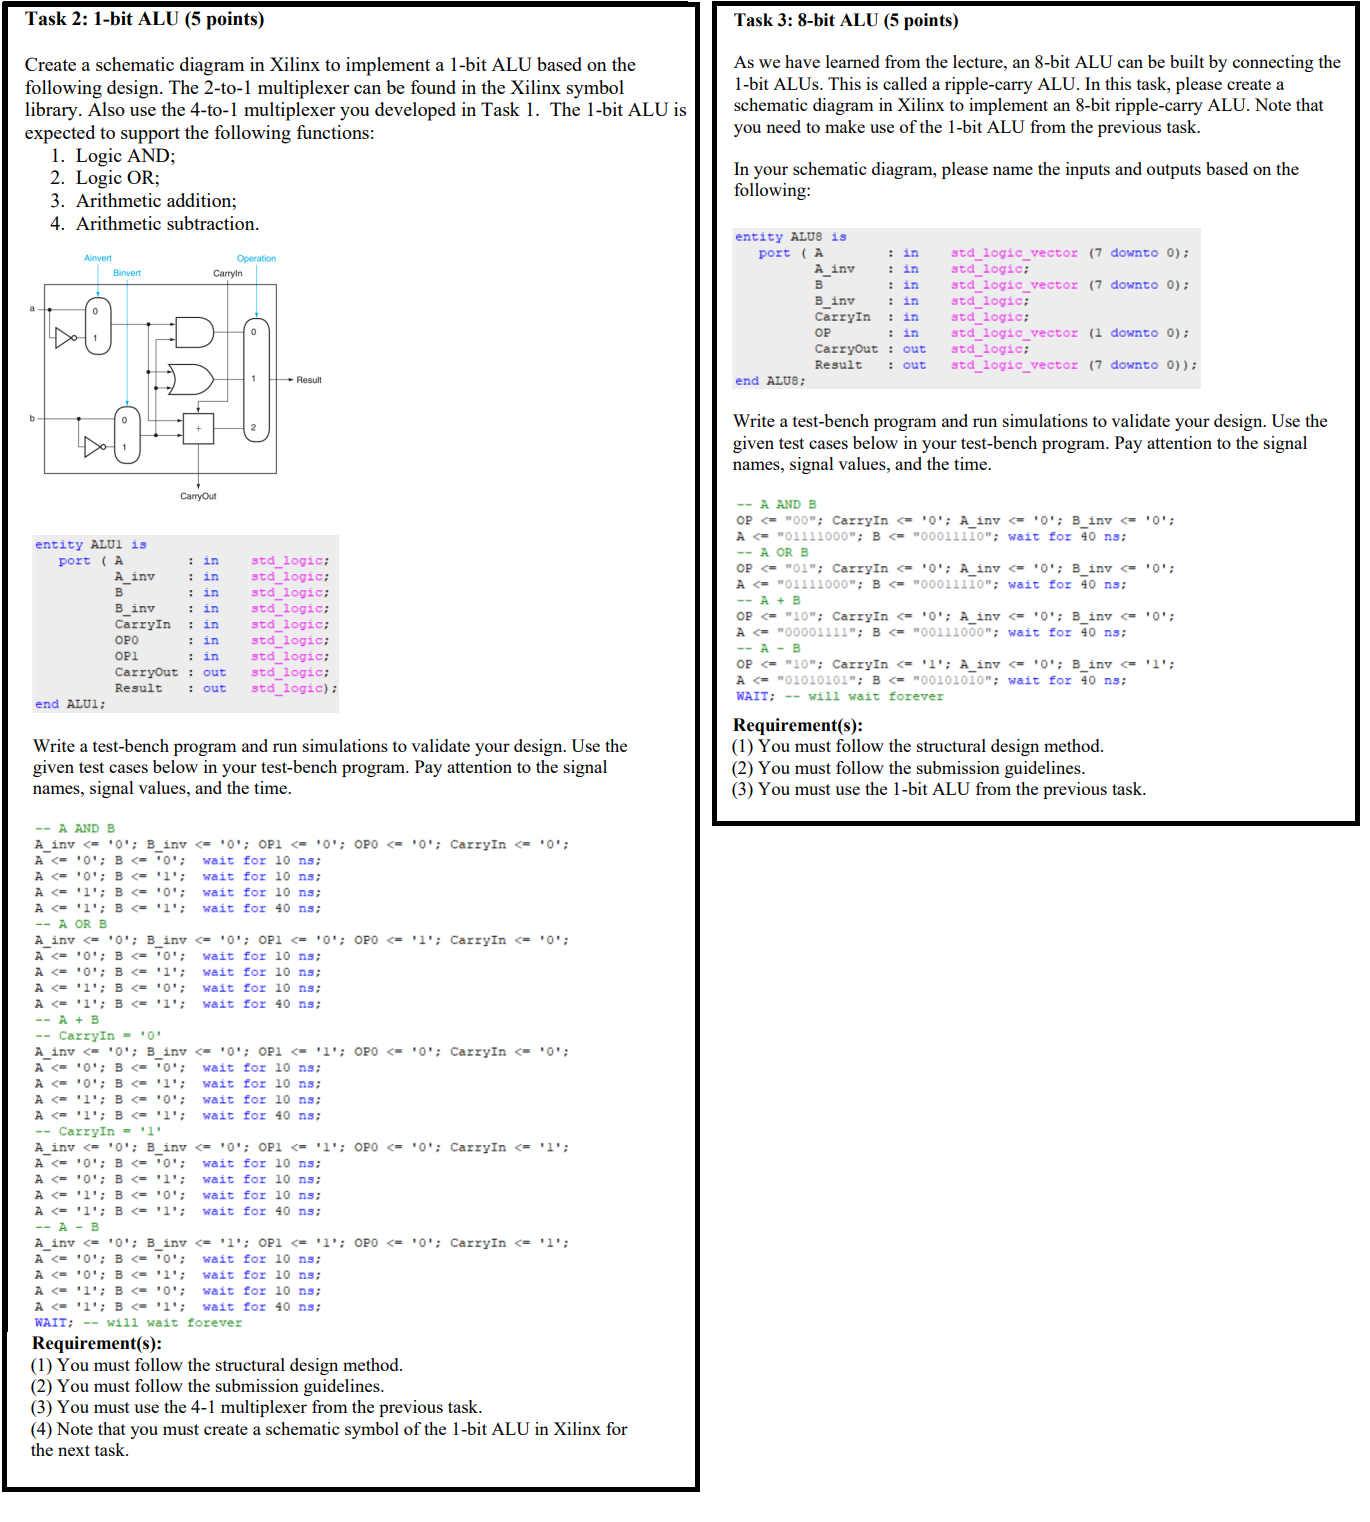 Task 2: 1-bit ALU (5 points)
Create a schematic diagram in Xilinx to implement a 1-bit ALU based on the
following design. The 2-to-1 multiplexer can be found in the Xilinx symbol
library. Also use the 4-to-1 multiplexer you developed in Task 1.  The 1-bit ALU is
expected to support the following functions:
1. Logic AND;
2. Logic OR;
3. Arithmetic addition;
4. Arithmetic subtraction.
Ainvert
Operation
Binvert
CarryIn
a
0
1
0
1
Result
b
0
1
+
2
CarryOut
entity ALU1 is
port ( A : in std_logic;
A_inv : in std_logic;
B : in std_logic;
B_inv : in std_logic;
CarryIn : in std_logic;
OP0 : in std_logic;
OP1 : in std_logic;
CarryOut : out std_logic;
Result : out std_logic);
end ALU1;
Write a test-bench program and run simulations to validate your design. Use the
given test cases below in your test-bench program. Pay attention to the signal
names, signal values, and the time.
-- A AND B
A_inv <= '0'; B_inv <= '0'; OP1 <= '0'; OP0 <= '0'; CarryIn <= '0';
A <= '0'; B <= '0'; wait for 10 ns;
A <= '0'; B <= '1'; wait for 10 ns;
A <= '1'; B <= '0'; wait for 10 ns;
A <= '1'; B <= '1'; wait for 40 ns;
-- A OR B
A_inv <= '0'; B_inv <= '0'; OP1 <= '0'; OP0 <= '1'; CarryIn <= '0';
A <= '0'; B <= '0'; wait for 10 ns;
A <= '0'; B <= '1'; wait for 10 ns;
A <= '1'; B <= '0'; wait for 10 ns;
A <= '1'; B <= '1'; wait for 40 ns;
-- A + B
-- CarryIn = '0'
A_inv <= '0'; B_inv <= '0'; OP1 <= '1'; OP0 <= '0'; CarryIn <= '0';
A <= '0'; B <= '0'; wait for 10 ns;
A <= '0'; B <= '1'; wait for 10 ns;
A <= '1'; B <= '0'; wait for 10 ns;
A <= '1'; B <= '1'; wait for 40 ns;
-- CarryIn = '1'
A_inv <= '0'; B_inv <= '0'; OP1 <= '1'; OP0 <= '0'; CarryIn <= '1';
A <= '0'; B <= '0'; wait for 10 ns;
A <= '0'; B <= '1'; wait for 10 ns;
A <= '1'; B <= '0'; wait for 10 ns;
A <= '1'; B <= '1'; wait for 40 ns;
-- A - B
A_inv <= '0'; B_inv <= '1'; OP1 <= '1'; OP0 <= '0'; CarryIn <= '1';
A <= '0'; B <= '0'; wait for 10 ns;
A <= '0'; B <= '1'; wait for 10 ns;
A <= '1'; B <= '0'; wait for 10 ns;
A <= '1'; B <= '1'; wait for 40 ns;
WAIT; -- will wait forever
Requirement(s):
(1) You must follow the structural design method.
(2) You must follow the submission guidelines.
(3) You must use the 4-1 multiplexer from the previous task.
(4) Note that you must create a schematic symbol of the 1-bit ALU in Xilinx for
the next task.
Task 3: 8-bit ALU (5 points)
As we have learned from the lecture, an 8-bit ALU can be built by connecting the
1-bit ALUs. This is called a ripple-carry ALU. In this task, please create a
schematic diagram in Xilinx to implement an 8-bit ripple-carry ALU. Note that
you need to make use of the 1-bit ALU from the previous task.
In your schematic diagram, please name the inputs and outputs based on the
following:
entity ALU8 is
port ( A : in std_logic_vector (7 downto 0);
A_inv : in std_logic;
B : in std_logic_vector (7 downto 0);
B_inv : in std_logic;
CarryIn : in std_logic;
OP : in std_logic_vector (1 downto 0);
CarryOut : out std_logic;
Result : out std_logic_vector (7 downto 0));
end ALU8;
Write a test-bench program and run simulations to validate your design. Use the
given test cases below in your test-bench program. Pay attention to the signal
names, signal values, and the time.
-- A AND B
OP <= "00"; CarryIn <= '0'; A_inv <= '0'; B_inv <= '0';
A <= "01111000"; B <= "00011110"; wait for 40 ns;
-- A OR B
OP <= "01"; CarryIn <= '0'; A_inv <= '0'; B_inv <= '0';
A <= "01111000"; B <= "00011110"; wait for 40 ns;
-- A + B
OP <= "10"; CarryIn <= '0'; A_inv <= '0'; B_inv <= '0';
A <= "00001111"; B <= "00111000"; wait for 40 ns;
-- A - B
OP <= "10"; CarryIn <= '1'; A_inv <= '0'; B_inv <= '1';
A <= "01010101"; B <= "00101010"; wait for 40 ns;
WAIT; -- will wait forever
Requirement(s):
(1) You must follow the structural design method.
(2) You must follow the submission guidelines.
(3) You must use the 1-bit ALU from the previous task.